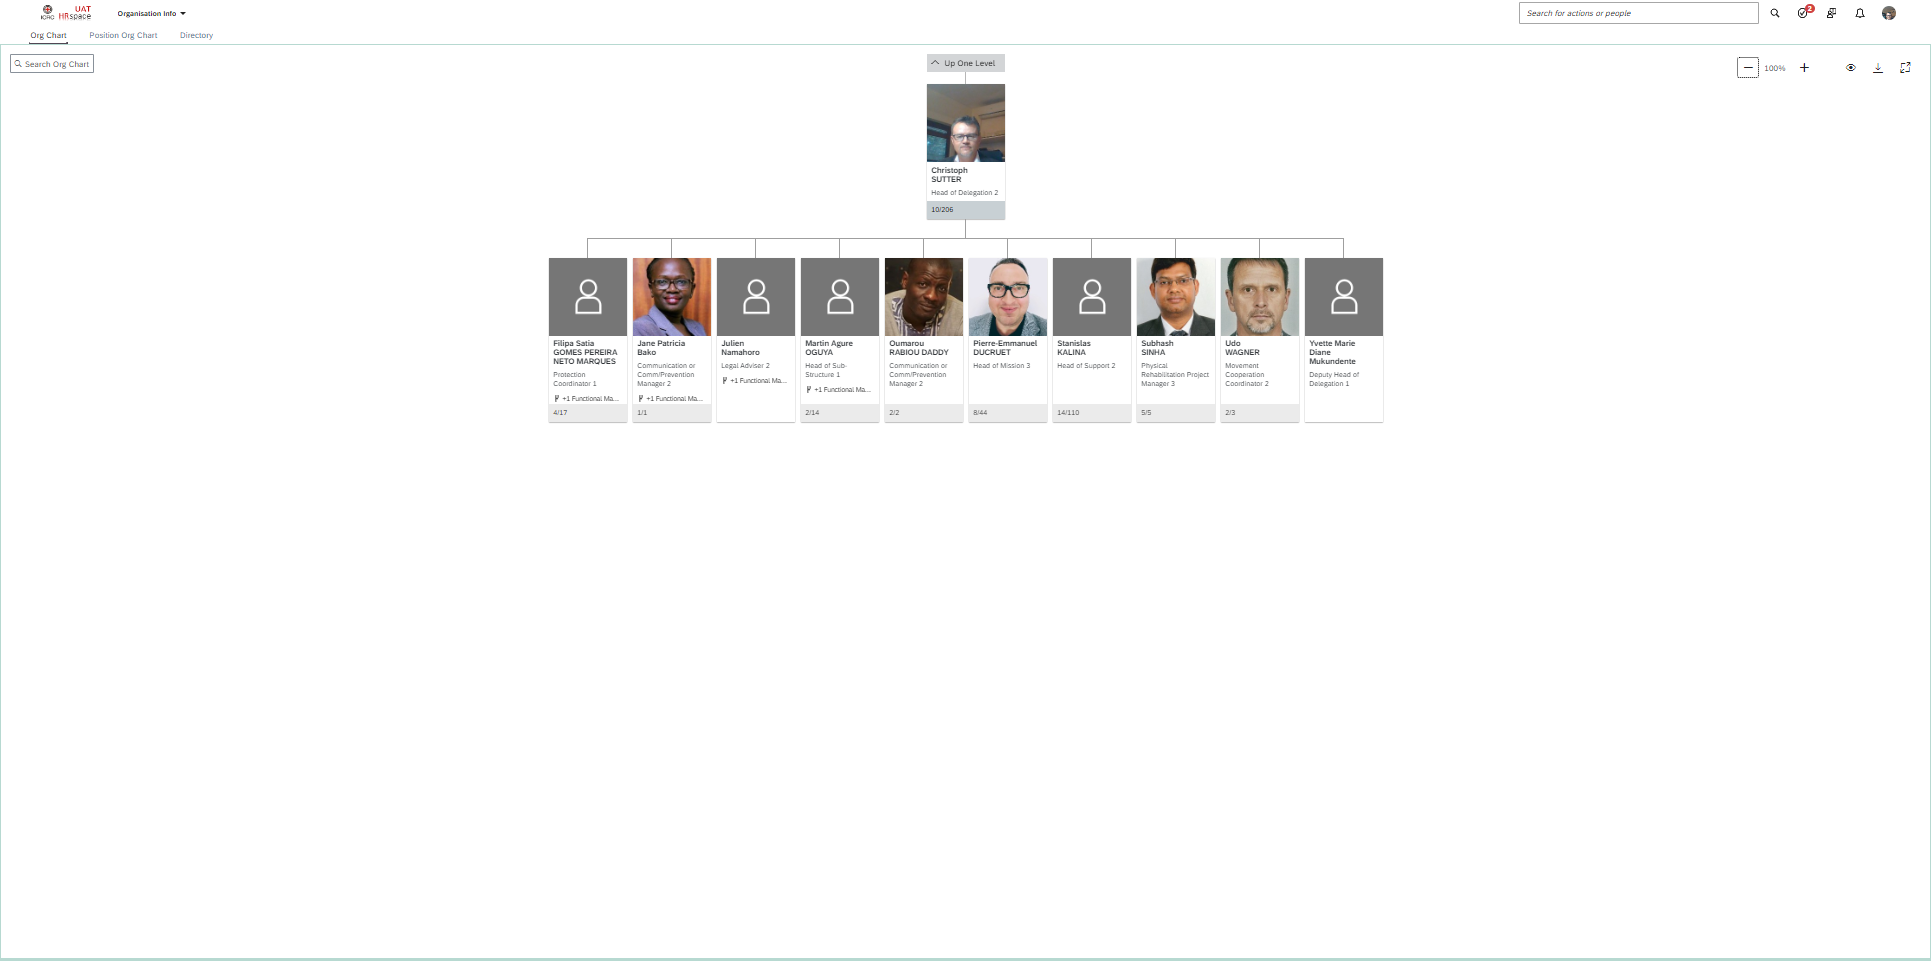 ICRC
UAT
HRspace
Organisation Info
Search for actions or people
2
Org Chart
Position Org Chart
Directory
Search Org Chart
Up One Level
100%
Christoph
SUTTER
Head of Delegation 2
10/206
Filipa Satia
GOMES PEREIRA
NETO MARQUES
Protection
Coordinator 1
+1 Functional Ma...
4/17
Jane Patricia
Bako
Communication or
Comm/Prevention
Manager 2
+1 Functional Ma...
1/1
Julien
Namahoro
Legal Adviser 2
+1 Functional Ma...
Martin Agure
OGUYA
Head of Sub-
Structure 1
+1 Functional Ma...
2/14
Oumarou
RABIOU DADDY
Communication or
Comm/Prevention
Manager 2
2/2
Pierre-Emmanuel
DUCRUET
Head of Mission 3
8/44
Stanislas
KALINA
Head of Support 2
14/110
Subhash
SINHA
Physical
Rehabilitation Project
Manager 3
5/5
Udo
WAGNER
Movement
Cooperation
Coordinator 2
2/3
Yvette Marie
Diane
Mukundente
Deputy Head of
Delegation 1